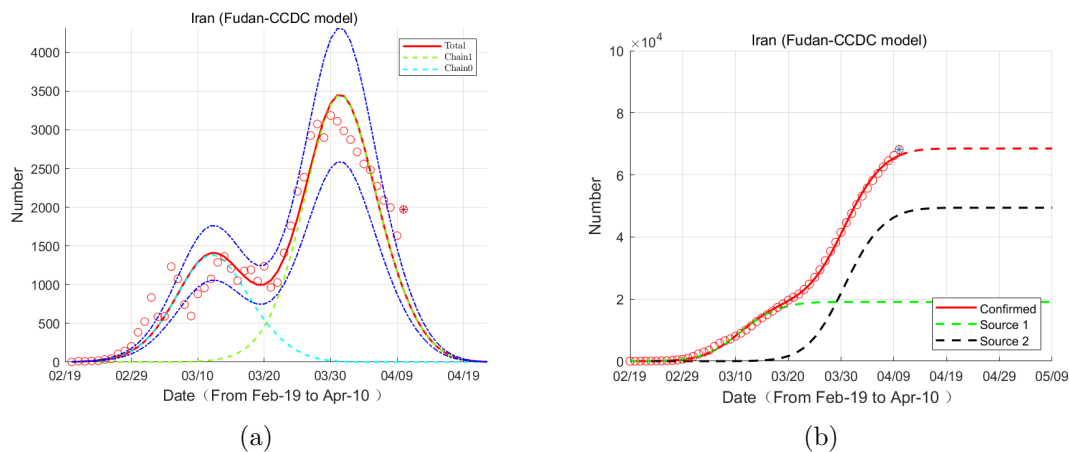 Iran (Fudan-CCDC model)
4000
3500
3000
2500
2000
1500
1000
500
0
Number
Total
Chain1
Chain0
02/19 02/29 03/10 03/20 03/30 04/09 04/19
Date（From Feb-19 to Apr-10 ）
(a)
×10⁴
Iran (Fudan-CCDC model)
10
8
6
4
2
0
Number
Confirmed
Source 1
Source 2
02/19 02/29 03/10 03/20 03/30 04/09 04/19 04/29 05/09
Date（From Feb-19 to Apr-10 ）
(b)